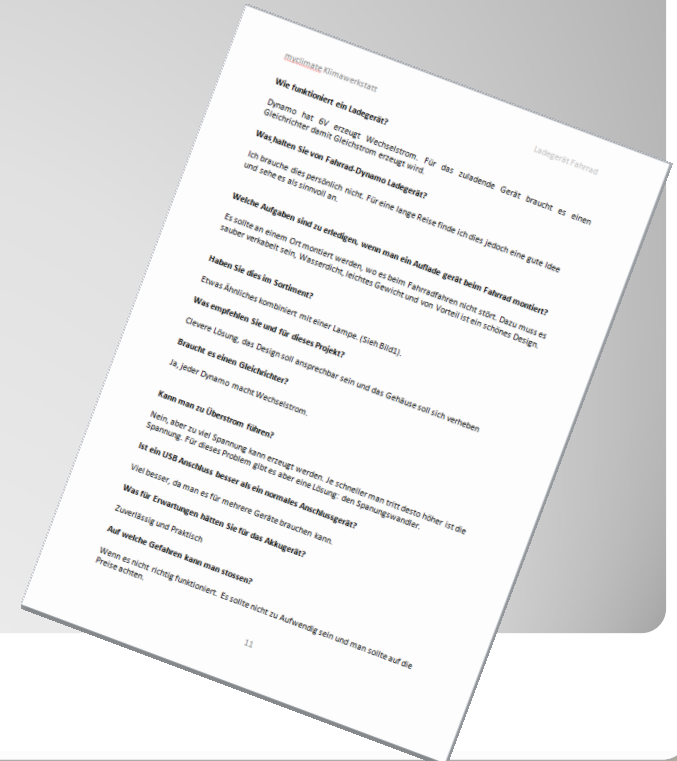 myclimate Klimawerkstatt
Ladegerät Fahrrad
Wie funktioniert ein Ladegerät?
Dynamo hat 6V erzeugt Wechselstrom. Für das zuladende Gerät braucht es einen
Gleichrichter damit Gleichstrom erzeugt wird.
Was halten Sie von Fahrrad-Dynamo Ladegerät?
Ich brauche dies persönlich nicht. Für eine lange Reise finde ich dies jedoch eine gute Idee
und sehe es als sinnvoll an.
Welche Aufgaben sind zu erledigen, wenn man ein Auflade gerät beim Fahrrad montiert?
Es sollte an einem Ort montiert werden, wo es beim Fahrradfahren nicht stört. Dazu muss es
sauber verkabelt sein, Wasserdicht, leichtes Gewicht und von Vorteil ist ein schönes Design.
Haben Sie dies im Sortiment?
Etwas Ähnliches kombiniert mit einer Lampe. (Sieh Bild1).
Was empfehlen Sie und für dieses Projekt?
Clevere Lösung, das Design soll ansprechbar sein und das Gehäuse soll sich verheben
Braucht es einen Gleichrichter?
Ja, jeder Dynamo macht Wechselstrom.
Kann man zu Überstrom führen?
Nein, aber zu viel Spannung kann erzeugt werden. Je schneller man tritt desto höher ist die
Spannung. Für dieses Problem gibt es aber eine Lösung: den Spanungswandler.
Ist ein USB Anschluss besser als ein normales Anschlussgerät?
Viel besser, da man es für mehrere Geräte brauchen kann.
Was für Erwartungen hätten Sie für das Akkugerät?
Zuverlässig und Praktisch
Auf welche Gefahren kann man stossen?
Wenn es nicht richtig funktioniert. Es sollte nicht zu Aufwendig sein und man sollte auf die
Preise achten.
11